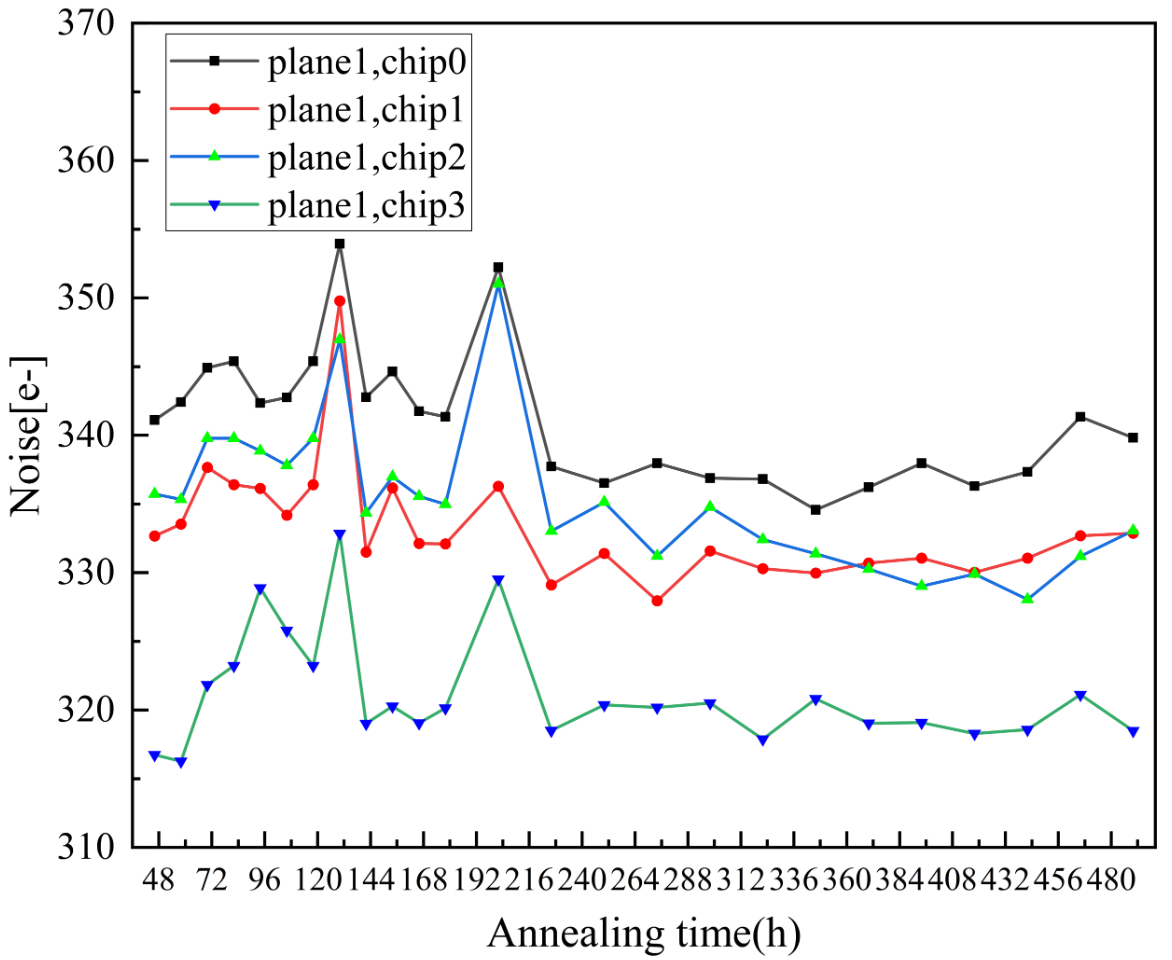 370
360
350
340
330
320
310
Noise[e-]
plane1,chip0
plane1,chip1
plane1,chip2
plane1,chip3
48 72 96 120 144 168 192 216 240 264 288 312 336 360 384 408 432 456 480
Annealing time(h)